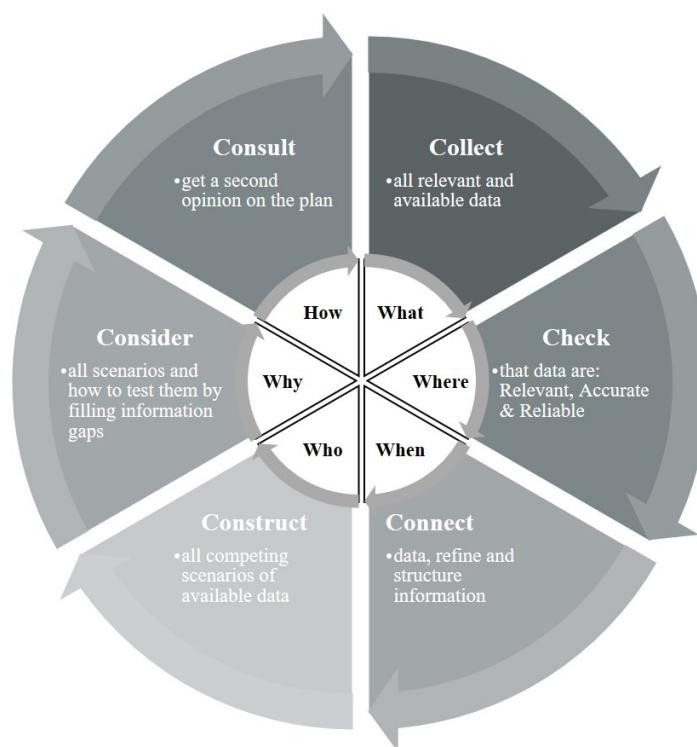 Consult
•get a second
opinion on the plan
Collect
•all relevant and
available data
Check
•that data are:
Relevant, Accurate
& Reliable
Connect
•data, refine and
structure
information
Construct
•all competing
scenarios of
available data
Consider
•all scenarios and
how to test them by
filling information
gaps
How
What
Where
When
Who
Why